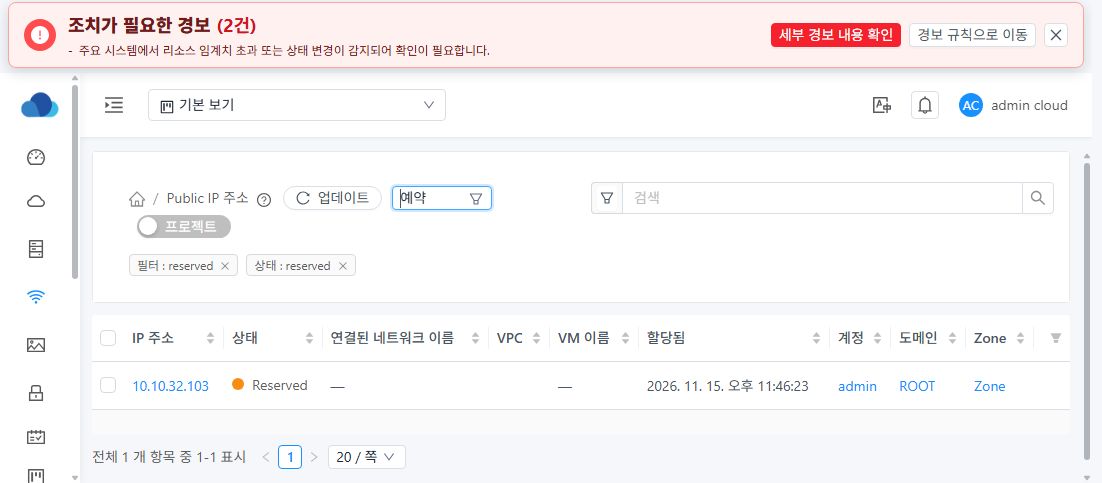 조치가 필요한 경보 (2건)
- 주요 시스템에서 리소스 임계치 초과 또는 상태 변경이 감지되어 확인이 필요합니다.
세부 경보 내용 확인
경보 규칙으로 이동
기본 보기
AC admin cloud
/ Public IP 주소
업데이트
예약
검색
프로젝트
필터 : reserved
상태 : reserved
IP 주소 상태 연결된 네트워크 이름 VPC VM 이름 할당됨 계정 도메인 Zone
10.10.32.103 Reserved — — 2026. 11. 15. 오후 11:46:23 admin ROOT Zone
전체 1 개 항목 중 1-1 표시 < 1 > 20 / 쪽